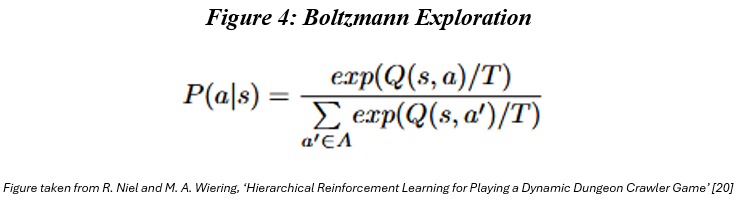 Figure 4: Boltzmann Exploration
P(a|s) = exp(Q(s, a)/T) / ∑ a′∈Λ exp(Q(s, a′)/T)
Figure taken from R. Niel and M. A. Wiering, ‘Hierarchical Reinforcement Learning for Playing a Dynamic Dungeon Crawler Game’ [20]